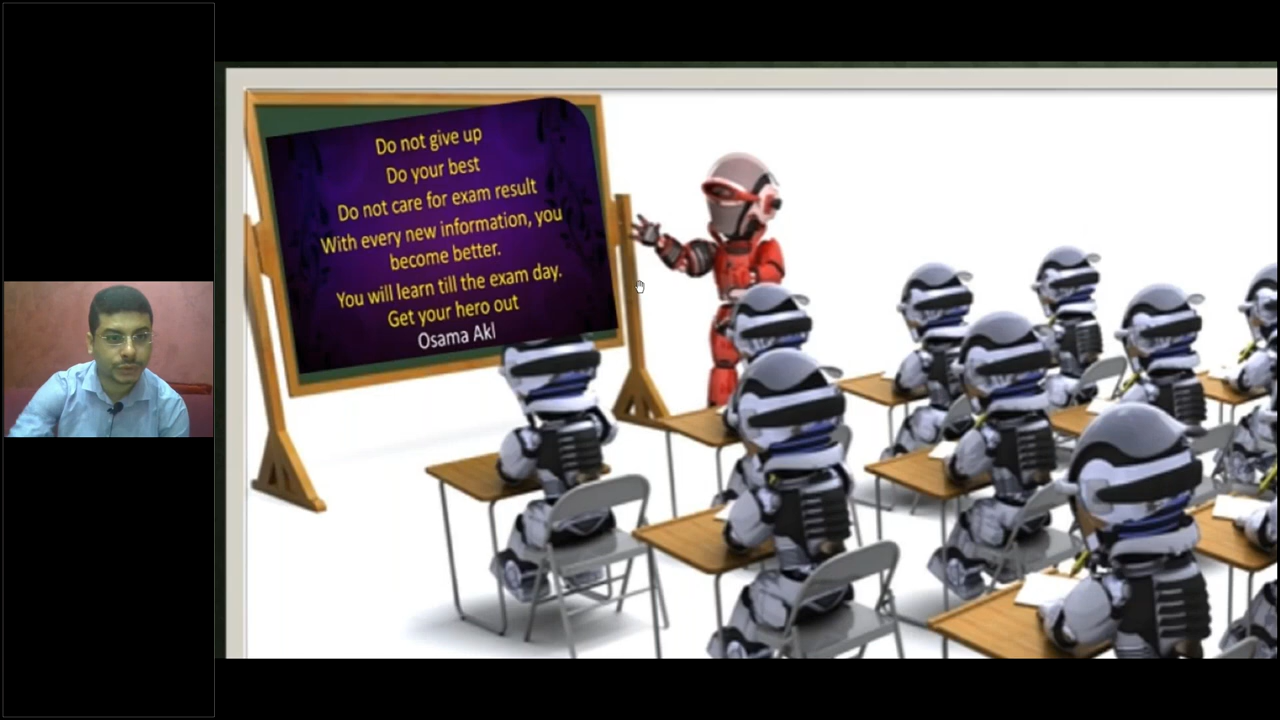 Do not give up
Do your best
Do not care for exam result
With every new information, you
become better.
You will learn till the exam day.
Get your hero out
Osama Akl